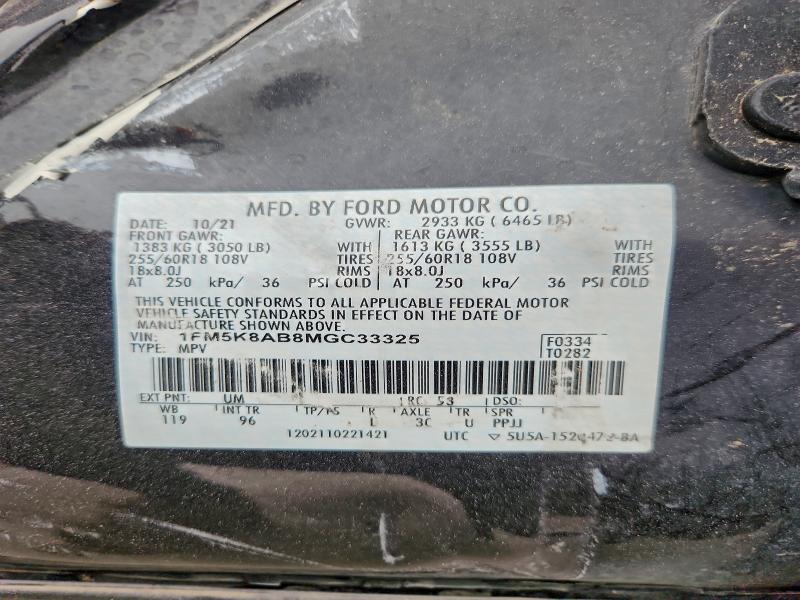 MFD. BY FORD MOTOR CO.
DATE: 10/21 GVWR: 2933 KG ( 6465 LB)
FRONT GAWR: REAR GAWR:
1383 KG ( 3050 LB) WITH 1613 KG ( 3555 LB) WITH
255/60R18 108V TIRES 255/60R18 108V TIRES
18x8.0J RIMS 18x8.0J RIMS
AT 250 kPa/ 36 PSI COLD AT 250 kPa/ 36 PSI COLD
THIS VEHICLE CONFORMS TO ALL APPLICABLE FEDERAL MOTOR
VEHICLE SAFETY STANDARDS IN EFFECT ON THE DATE OF
MANUFACTURE SHOWN ABOVE.
VIN: 1FM5K8AB8MGC33325 F0334
TYPE: MPV T0282
EXT PNT: UM RC: 53 DSO:
WB INT TR TP/PS R AXLE TR SPR
119 96 L 3C U PPJJ
1202110221421 UTC